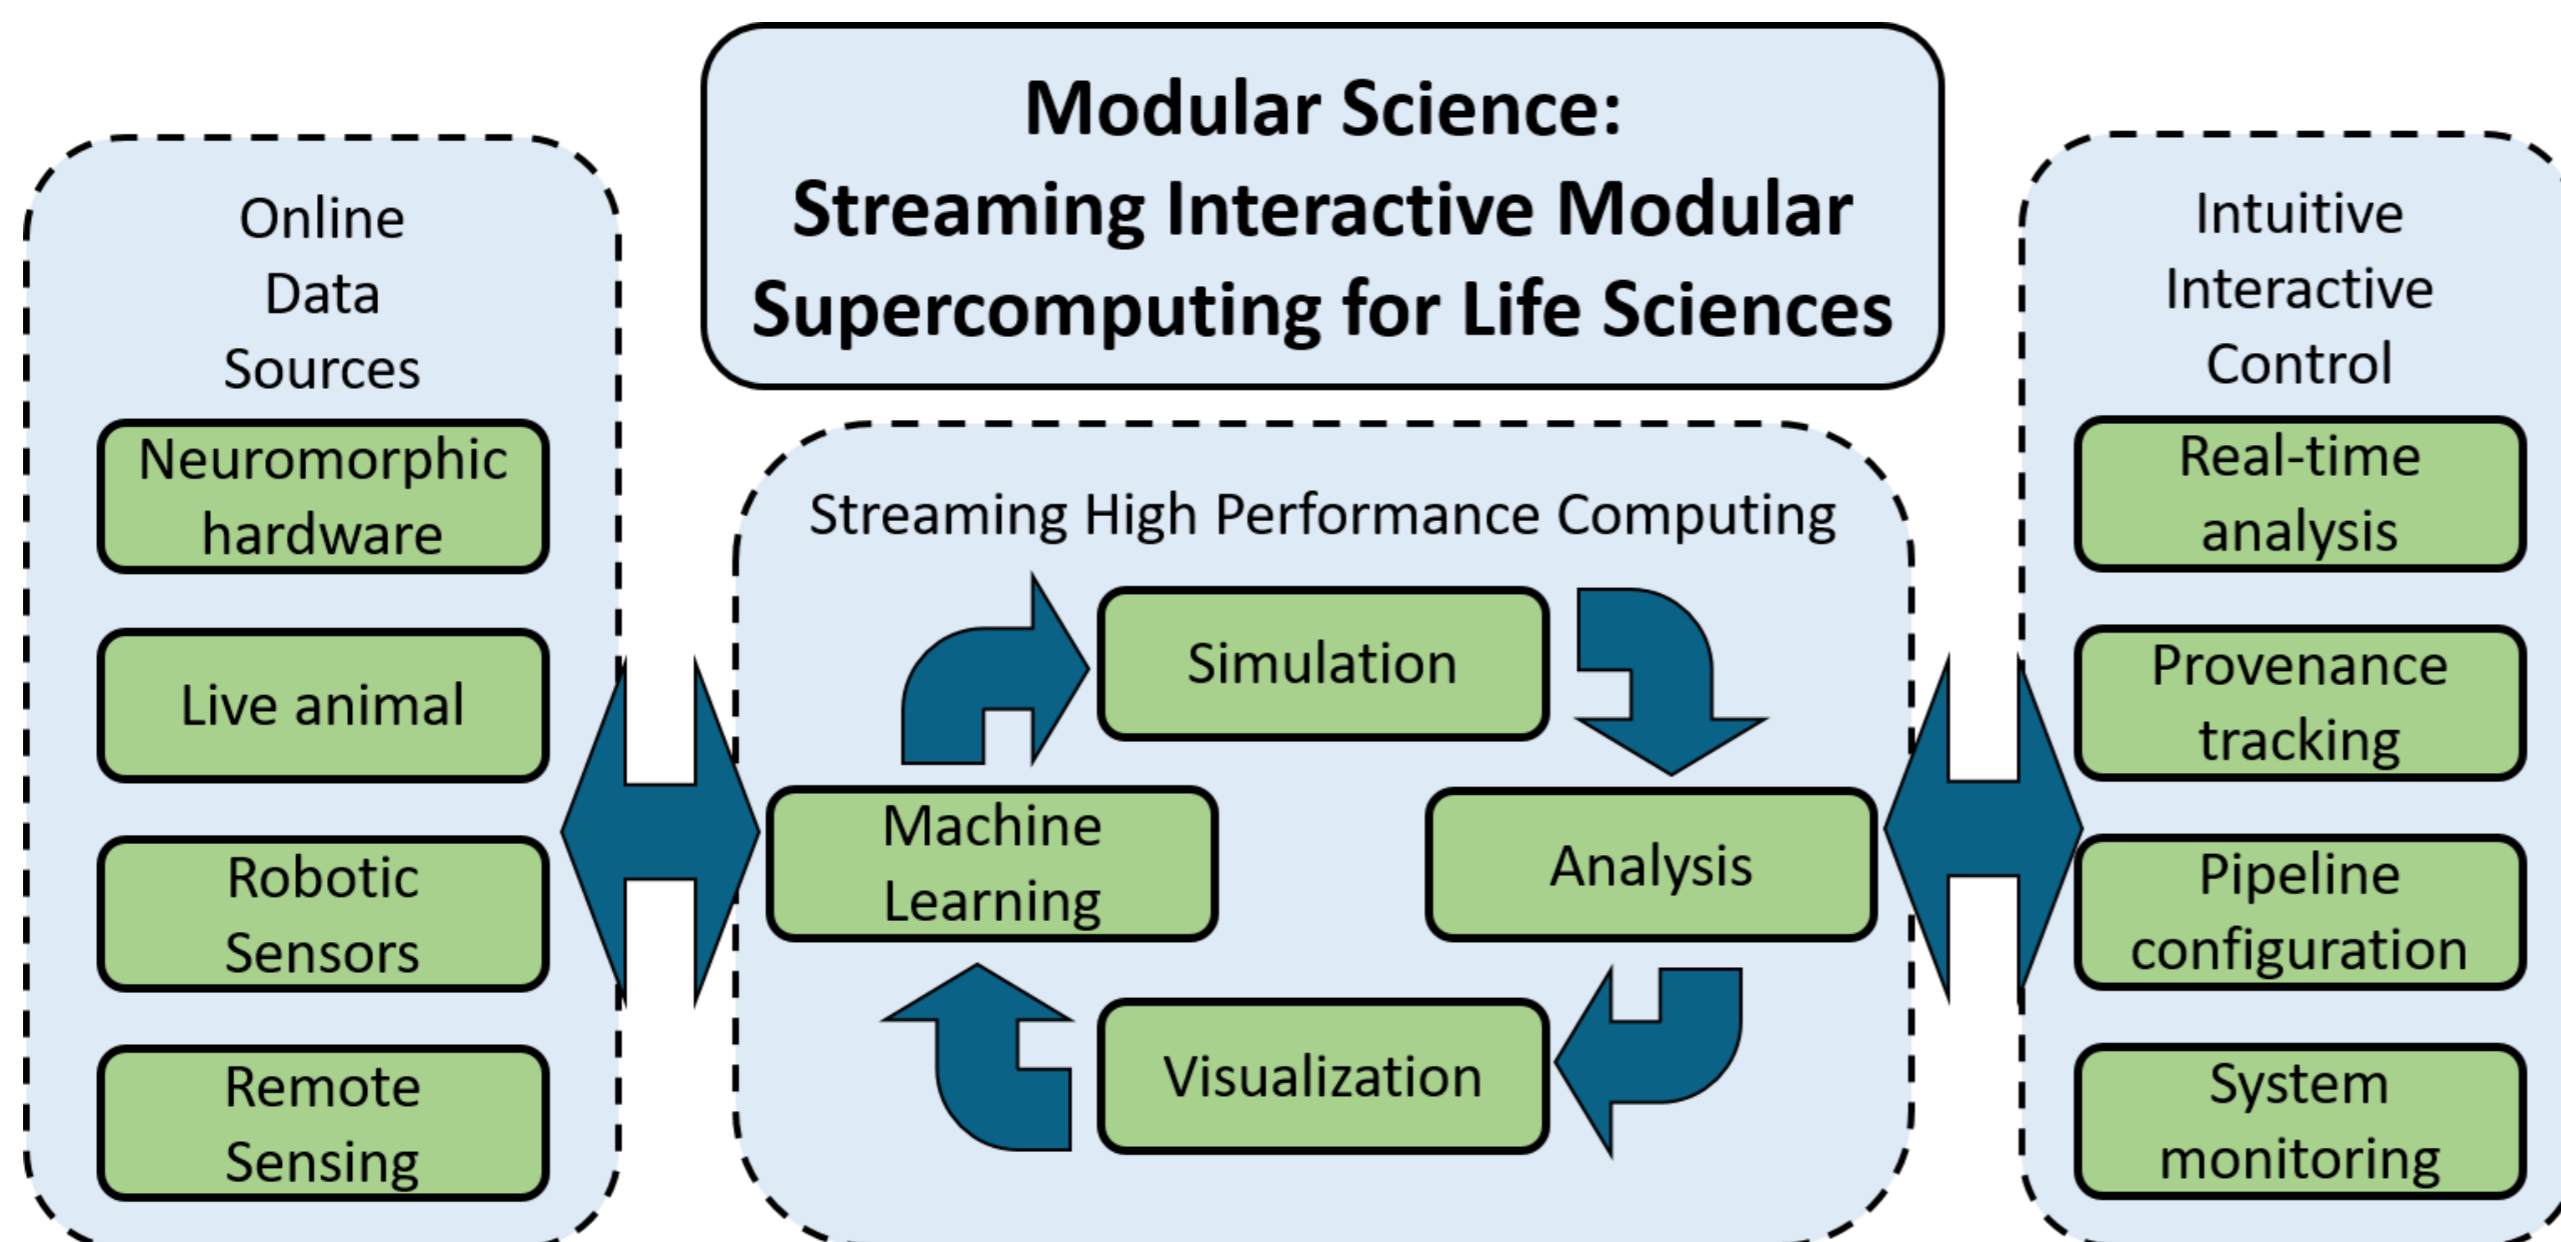 Modular Science:
Streaming Interactive Modular
Supercomputing for Life Sciences
Online
Data
Sources
Neuromorphic
hardware
Live animal
Robotic
Sensors
Remote
Sensing
Streaming High Performance Computing
Simulation
Machine
Learning
Analysis
Visualization
Intuitive
Interactive
Control
Real-time
analysis
Provenance
tracking
Pipeline
configuration
System
monitoring